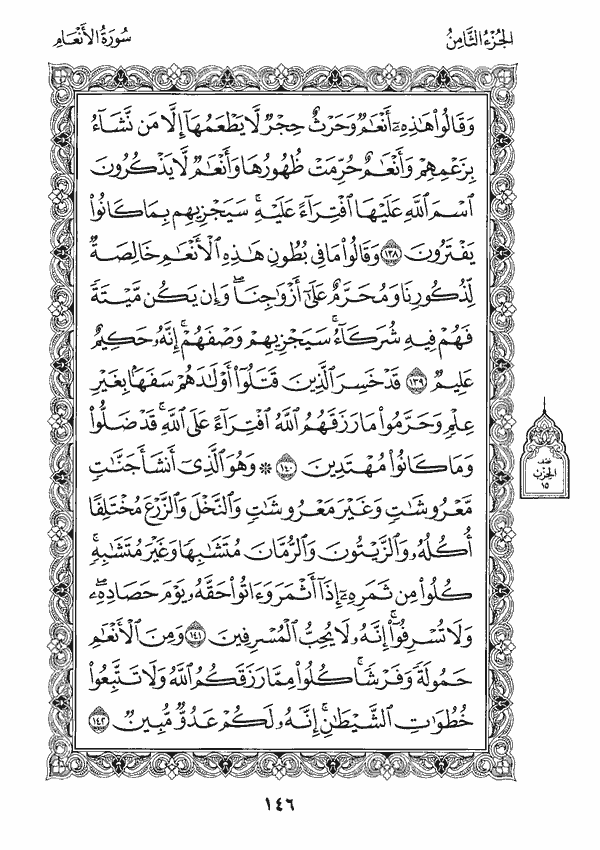 الجُزْءُ الثَّامِنُ
سُورَةُ الأَنْعَامِ
وَقَالُوا۟ هَٰذِهِۦٓ أَنْعَٰمٌ وَحَرْثٌ حِجْرٌ لَّا يَطْعَمُهَآ إِلَّا مَن نَّشَآءُ
بِزَعْمِهِمْ وَأَنْعَٰمٌ حُرِّمَتْ ظُهُورُهَا وَأَنْعَٰمٌ لَّا يَذْكُرُونَ
ٱسْمَ ٱللَّهِ عَلَيْهَا ٱفْتِرَآءً عَلَيْهِ ۚ سَيَجْزِيهِم بِمَا كَانُوا۟
يَفْتَرُونَ ١٣٨ وَقَالُوا۟ مَا فِى بُطُونِ هَٰذِهِ ٱلْأَنْعَٰمِ خَالِصَةٌ
لِّذُكُورِنَا وَمُحَرَّمٌ عَلَىٰٓ أَزْوَٰجِنَا ۖ وَإِن يَكُن مَّيْتَةً
فَهُمْ فِيهِ شُرَكَآءُ ۚ سَيَجْزِيهِمْ وَصْفَهُمْ ۚ إِنَّهُۥ حَكِيمٌ
عَلِيمٌ ١٣٩ قَدْ خَسِرَ ٱلَّذِينَ قَتَلُوٓا۟ أَوْلَٰدَهُمْ سَفَهًۢا بِغَيْرِ
عِلْمٍ وَحَرَّمُوا۟ مَا رَزَقَهُمُ ٱللَّهُ ٱفْتِرَآءً عَلَى ٱللَّهِ ۚ قَدْ ضَلُّوا۟
وَمَا كَانُوا۟ مُهْتَدِينَ ١٤٠ ۞ وَهُوَ ٱلَّذِىٓ أَنشَأَ جَنَّٰتٍ
مَّعْرُوشَٰتٍ وَغَيْرَ مَعْرُوشَٰتٍ وَٱلنَّخْلَ وَٱلزَّرْعَ مُخْتَلِفًا
أُكُلُهُۥ وَٱلزَّيْتُونَ وَٱلرُّمَّانَ مُتَشَٰبِهًا وَغَيْرَ مُتَشَٰبِهٍ ۚ
كُلُوا۟ مِن ثَمَرِهِۦٓ إِذَآ أَثْمَرَ وَءَاتُوا۟ حَقَّهُۥ يَوْمَ حَصَادِهِۦ ۖ
وَلَا تُسْرِفُوٓا۟ ۚ إِنَّهُۥ لَا يُحِبُّ ٱلْمُسْرِفِينَ ١٤١ وَمِنَ ٱلْأَنْعَٰمِ
حَمُولَةً وَفَرْشًا ۚ كُلُوا۟ مِمَّا رَزَقَكُمُ ٱللَّهُ وَلَا تَتَّبِعُوا۟
خُطُوَٰتِ ٱلشَّيْطَٰنِ ۚ إِنَّهُۥ لَكُمْ عَدُوٌّ مُّبِينٌ ١٤٢
نصف
الحزب
١٥
١٤٦